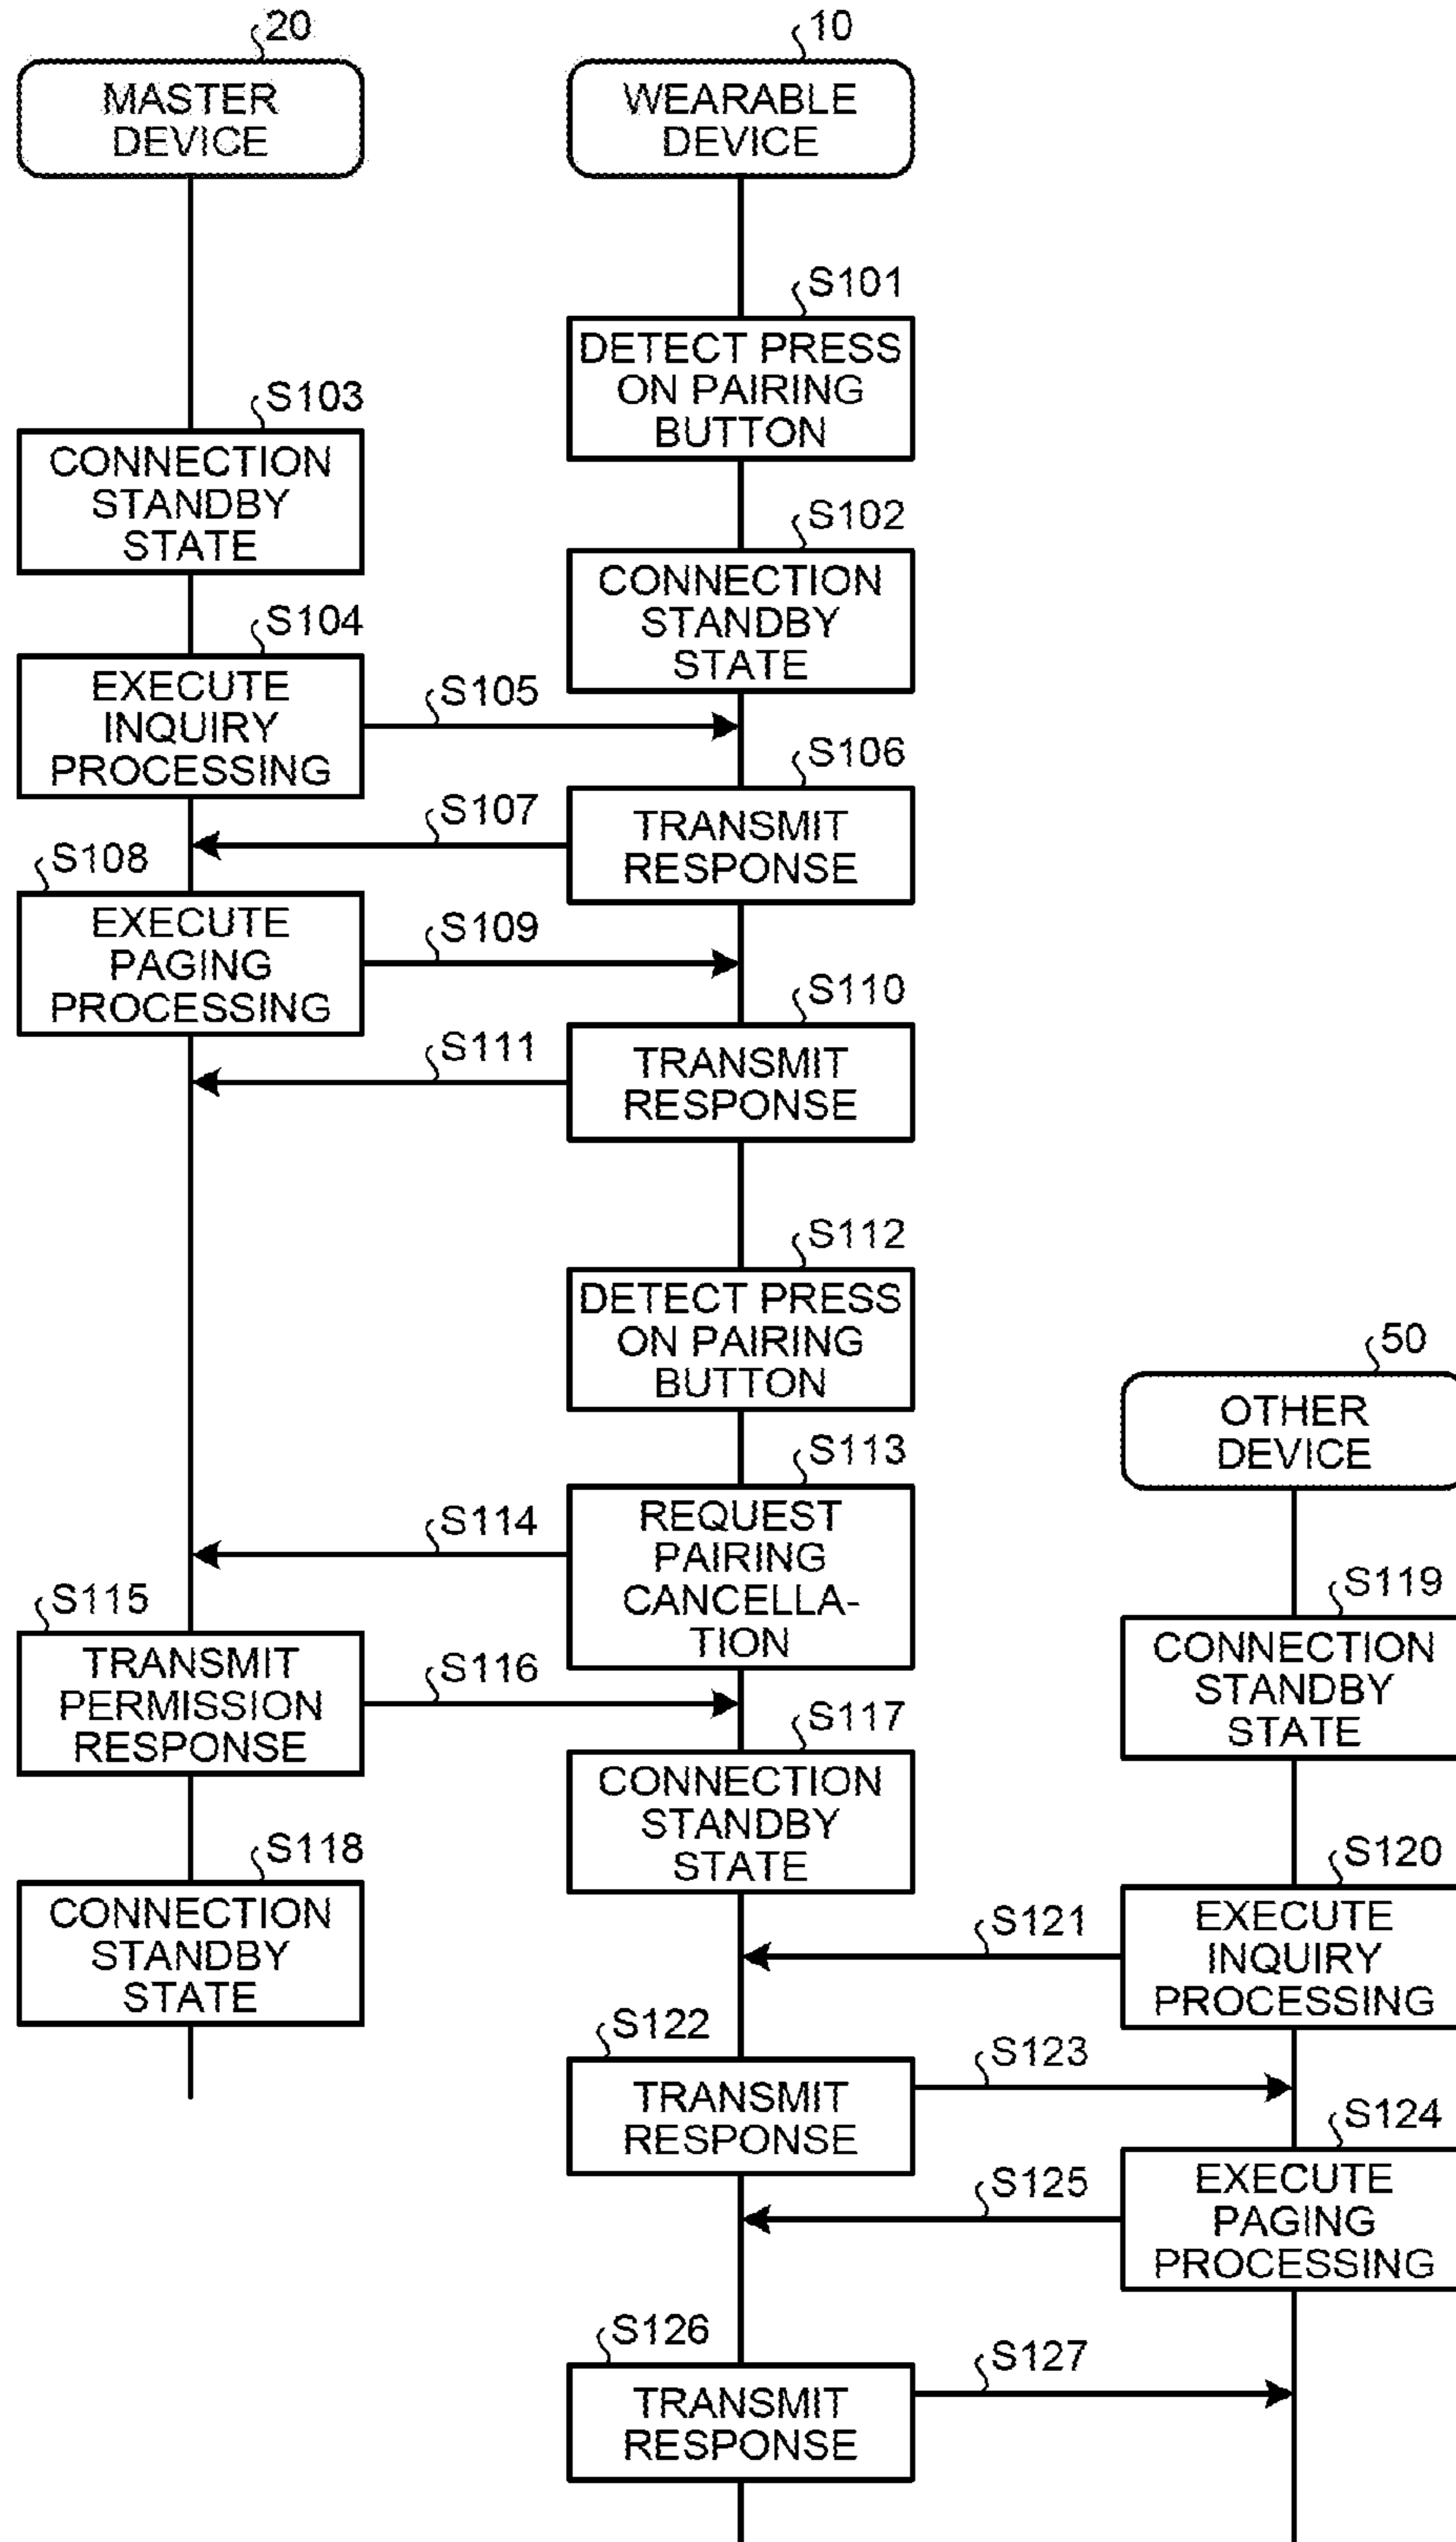 20
MASTER
DEVICE
10
WEARABLE
DEVICE
S101
DETECT PRESS
ON PAIRING
BUTTON
S103
CONNECTION
STANDBY
STATE
S102
CONNECTION
STANDBY
STATE
S104
EXECUTE
INQUIRY
PROCESSING
S105
S106
TRANSMIT
RESPONSE
S107
S108
EXECUTE
PAGING
PROCESSING
S109
S110
TRANSMIT
RESPONSE
S111
S112
DETECT PRESS
ON PAIRING
BUTTON
50
OTHER
DEVICE
S113
REQUEST
PAIRING
CANCELLA-
TION
S114
S115
TRANSMIT
PERMISSION
RESPONSE
S116
S119
CONNECTION
STANDBY
STATE
S117
CONNECTION
STANDBY
STATE
S118
CONNECTION
STANDBY
STATE
S120
EXECUTE
INQUIRY
PROCESSING
S121
S122
TRANSMIT
RESPONSE
S123
S124
EXECUTE
PAGING
PROCESSING
S125
S126
TRANSMIT
RESPONSE
S127